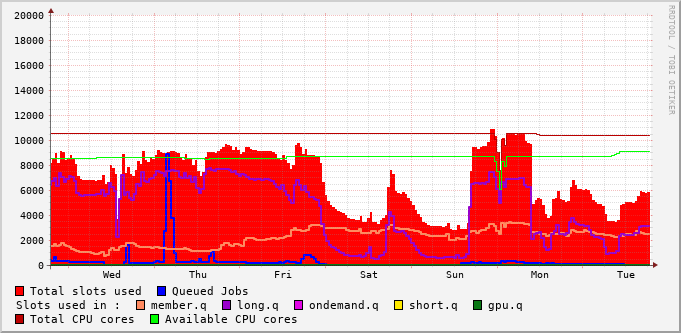 20000
18000
16000
14000
12000
10000
8000
6000
4000
2000
0
Wed Thu Fri Sat Sun Mon Tue
RRDTOOL / TOBI OETIKER
Total slots used Queued Jobs
Slots used in : member.q long.q ondemand.q short.q gpu.q
Total CPU cores Available CPU cores